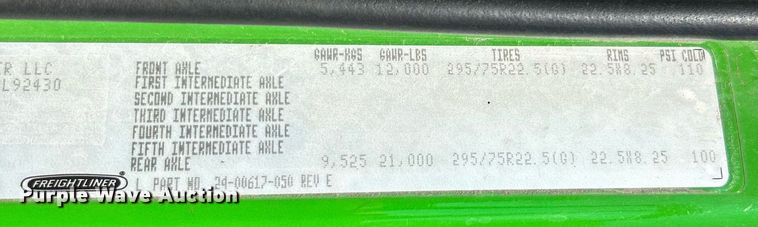 GAWR-KGS GAWR-LBS TIRES RIMS PSI COLD
ER LLC FRONT AXLE 5,443 12,000 295/75R22.5(G) 22.5X8.25 110
L92430 FIRST INTERMEDIATE AXLE
SECOND INTERMEDIATE AXLE
THIRD INTERMEDIATE AXLE
FOURTH INTERMEDIATE AXLE
FIFTH INTERMEDIATE AXLE
REAR AXLE 9,525 21,000 295/75R22.5(G) 22.5X8.25 100
FREIGHTLINER L PART NO. 24-00617-050 REV E
Purple Wave Auction